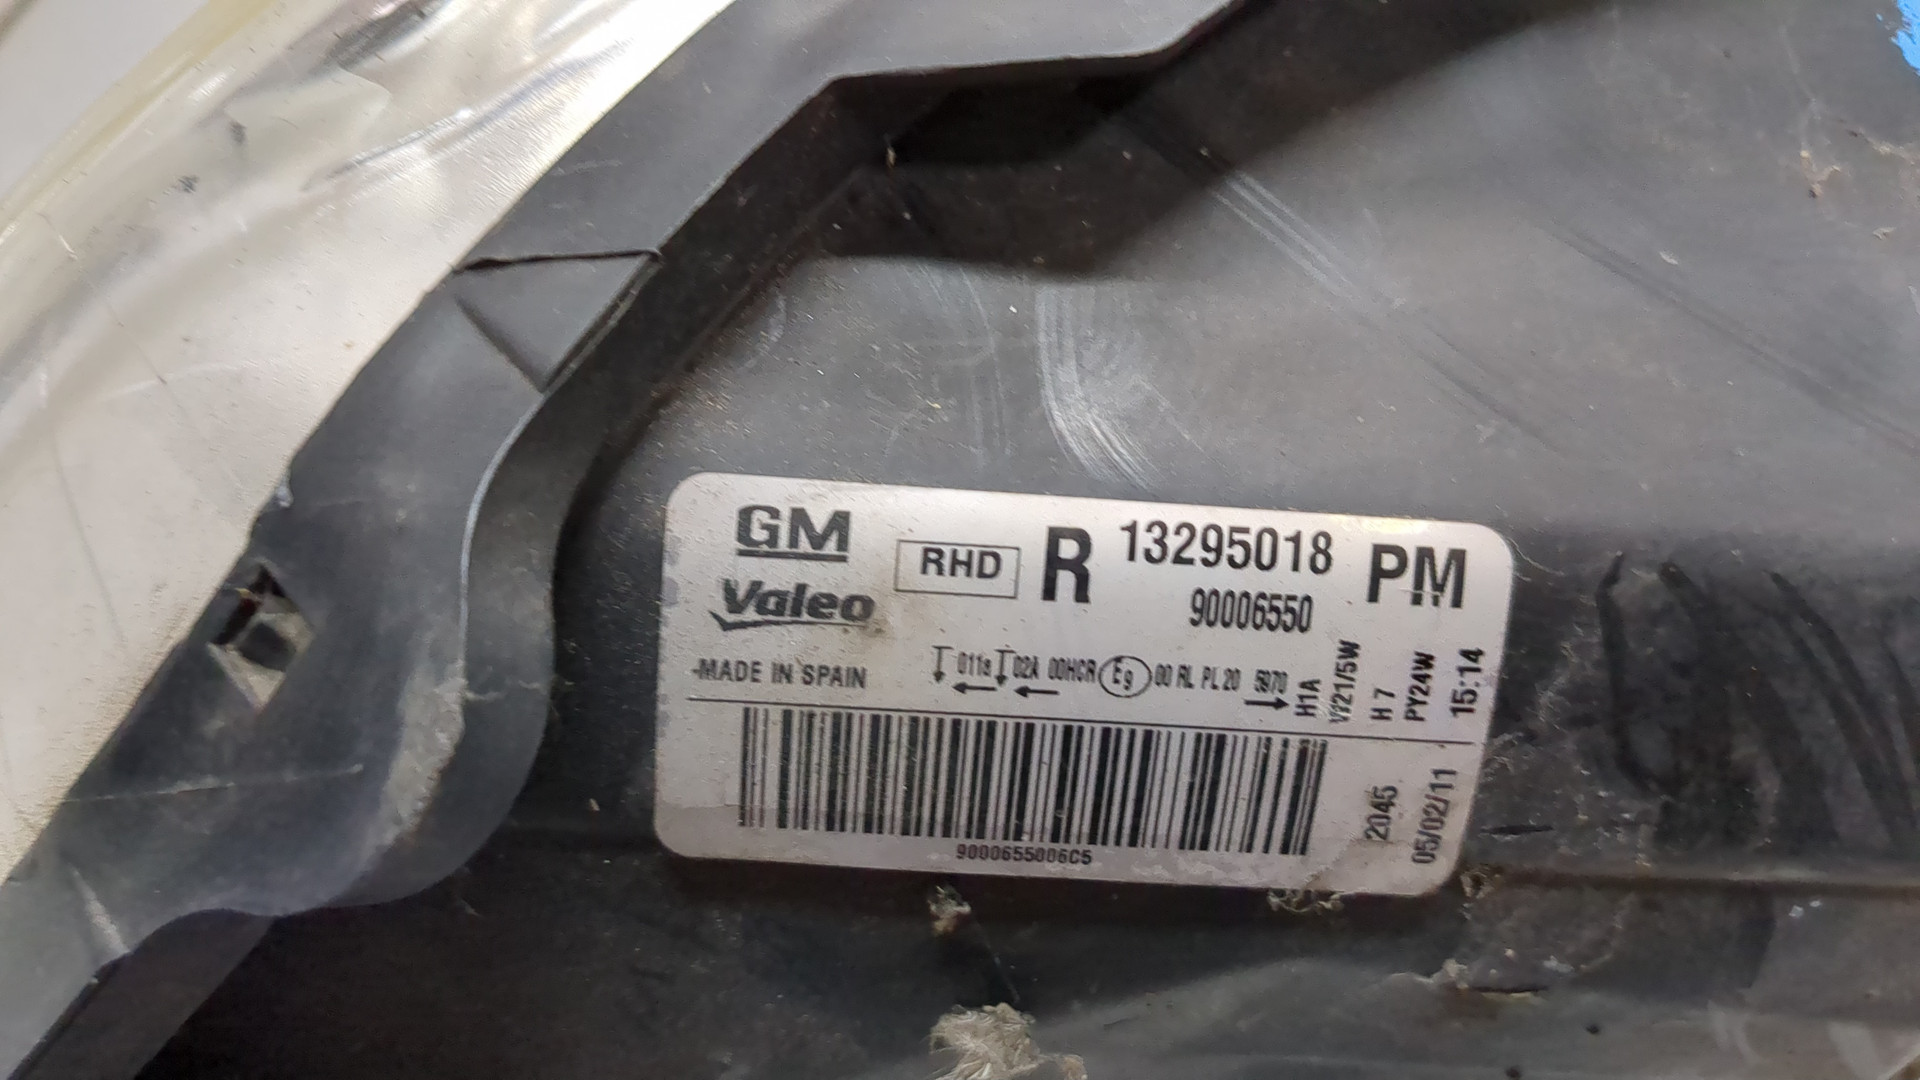 GM
Valeo
RHD
R
13295018
90006550
PM
-MADE IN SPAIN
011a 02A 00HCR E9 00 RL PL 20 5970
H1A
W21/5W
H 7
PY24W
15:14
2045
05/02/11
9000655006C5